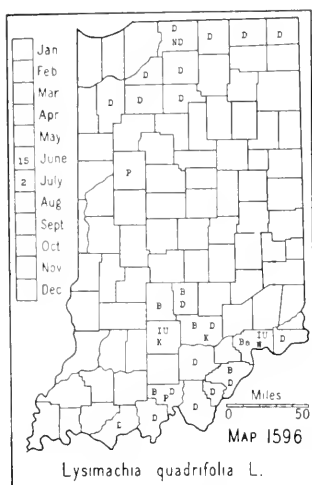 Jan
Feb
Mar
Apr
May
15 June
2 July
Aug
Sept
Oct
Nov
Dec
D D D D
ND
D D
D D D
P
B
B D
IU B D
K K
D
IU
Ba D
B
D
D
B D
P D
D D
Miles
0 50
MAP 1596
Lysimachia quadrifolia L.